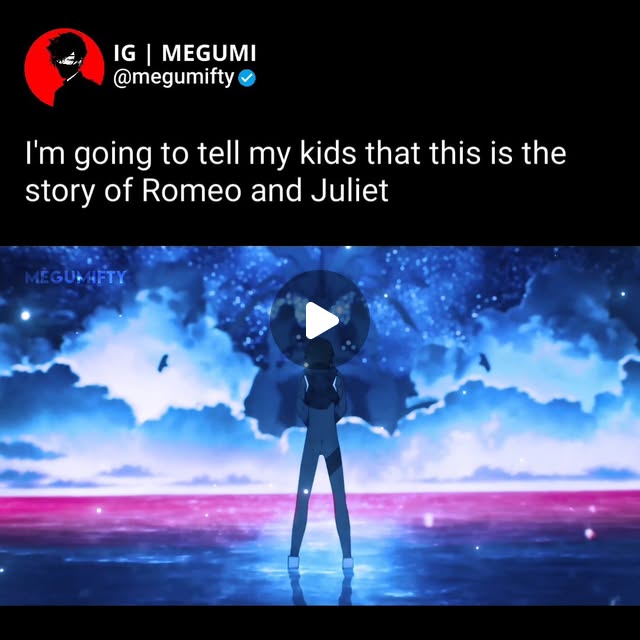 IG | MEGUMI
@megumifty
I'm going to tell my kids that this is the
story of Romeo and Juliet
MEGUMIFTY